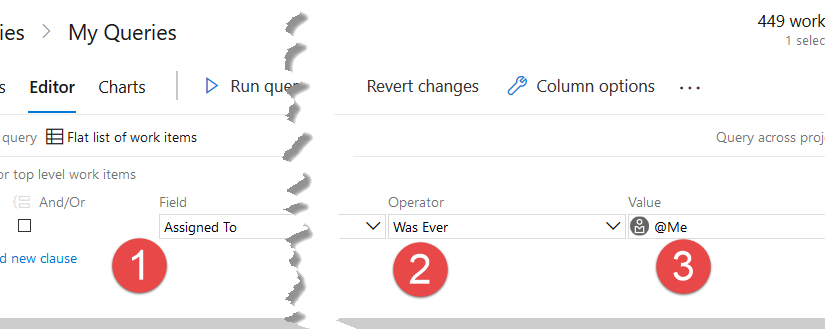 ies > My Queries
449 work
1 selec
s Editor Charts Run que Revert changes Column options ...
query Flat list of work items Query across proj
or top level work items
And/Or Field Operator Value
Assigned To Was Ever @Me
d new clause
1 2 3